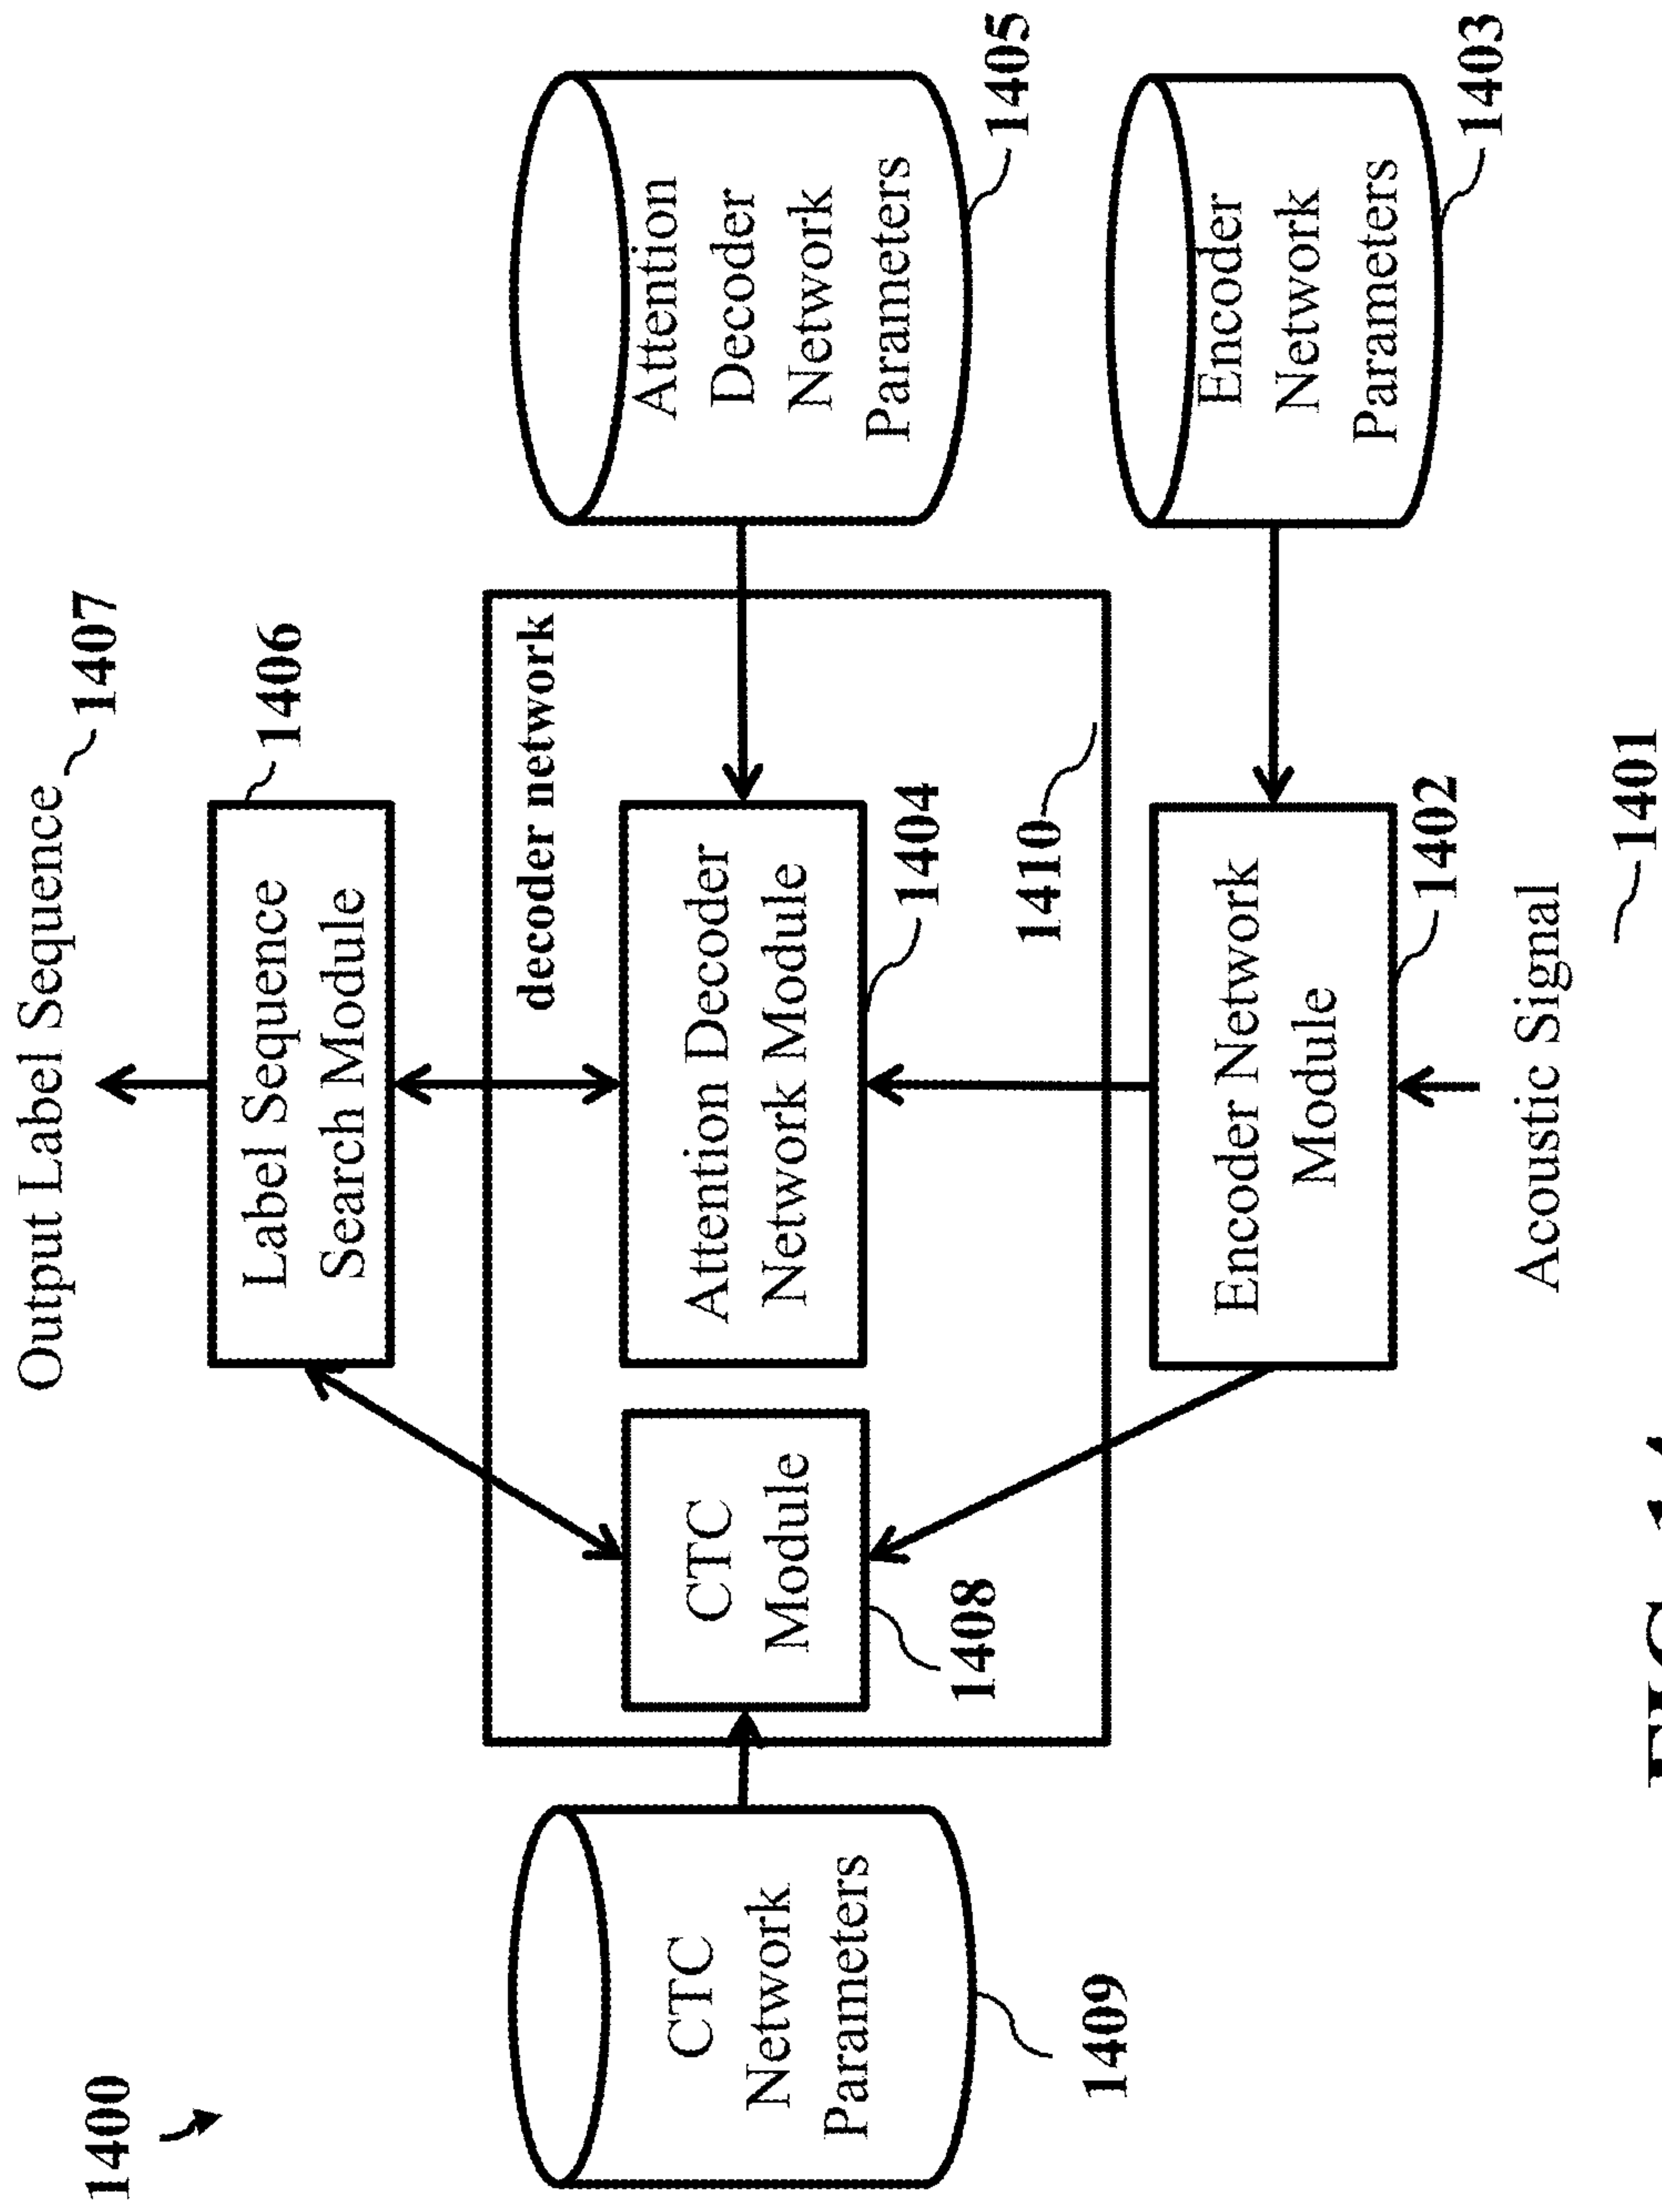 1400
Output Label Sequence
1407
Label Sequence
Search Module
1406
decoder network
CTC
Network
Parameters
1409
CTC
Module
1408
Attention Decoder
Network Module
1404
1410
Attention
Decoder
Network
Parameters
1405
Encoder Network
Module
1402
Encoder
Network
Parameters
1403
Acoustic Signal
1401